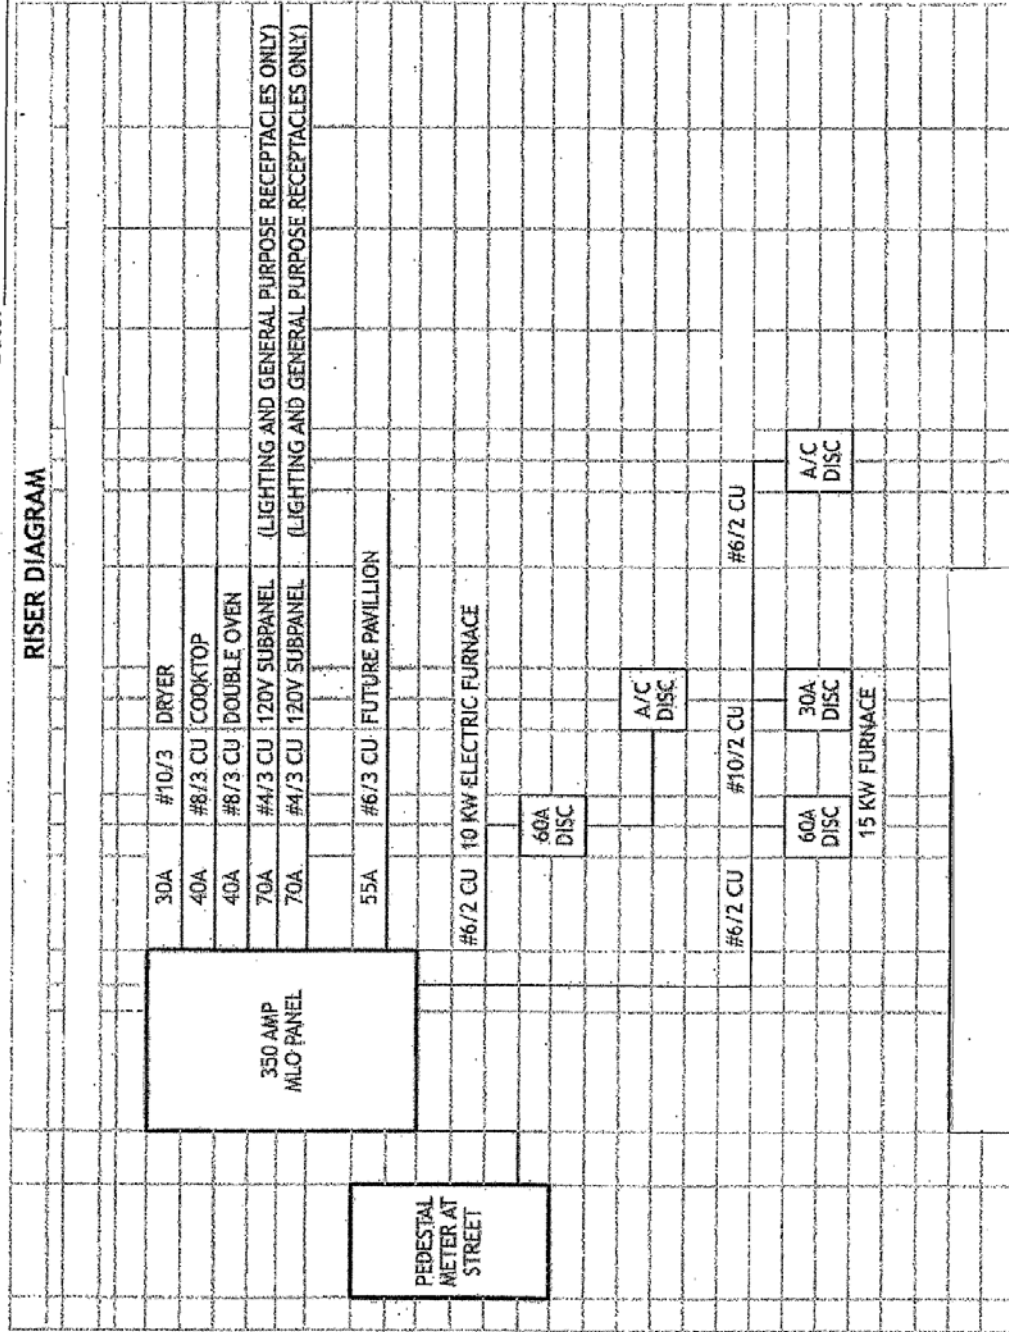 RISER DIAGRAM
30A #10/3 DRYER
40A #8/3 CU COOKTOP
40A #8/3 CU DOUBLE OVEN
70A #4/3 CU 120V SUBPANEL (LIGHTING AND GENERAL PURPOSE RECEPTACLES ONLY)
70A #4/3 CU 120V SUBPANEL (LIGHTING AND GENERAL PURPOSE RECEPTACLES ONLY)
350 AMP
MLO PANEL
55A #6/3 CU FUTURE PAVILLION
PEDESTAL
METER AT
STREET
#6/2 CU 10 KW ELECTRIC FURNACE
60A
DISC
A/C
DISC
#6/2 CU #10/2 CU #6/2 CU
60A
DISC
30A
DISC
A/C
DISC
15 KW FURNACE